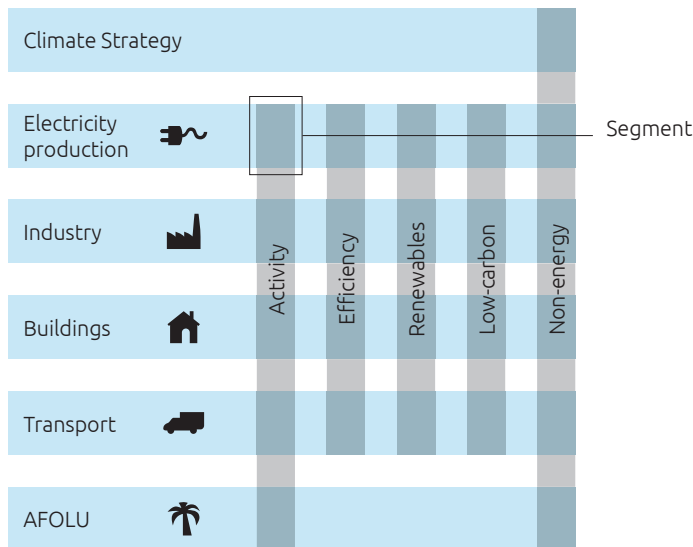 Climate Strategy
Electricity
production
Segment
Industry
Activity
Efficiency
Renewables
Low-carbon
Non-energy
Buildings
Transport
AFOLU